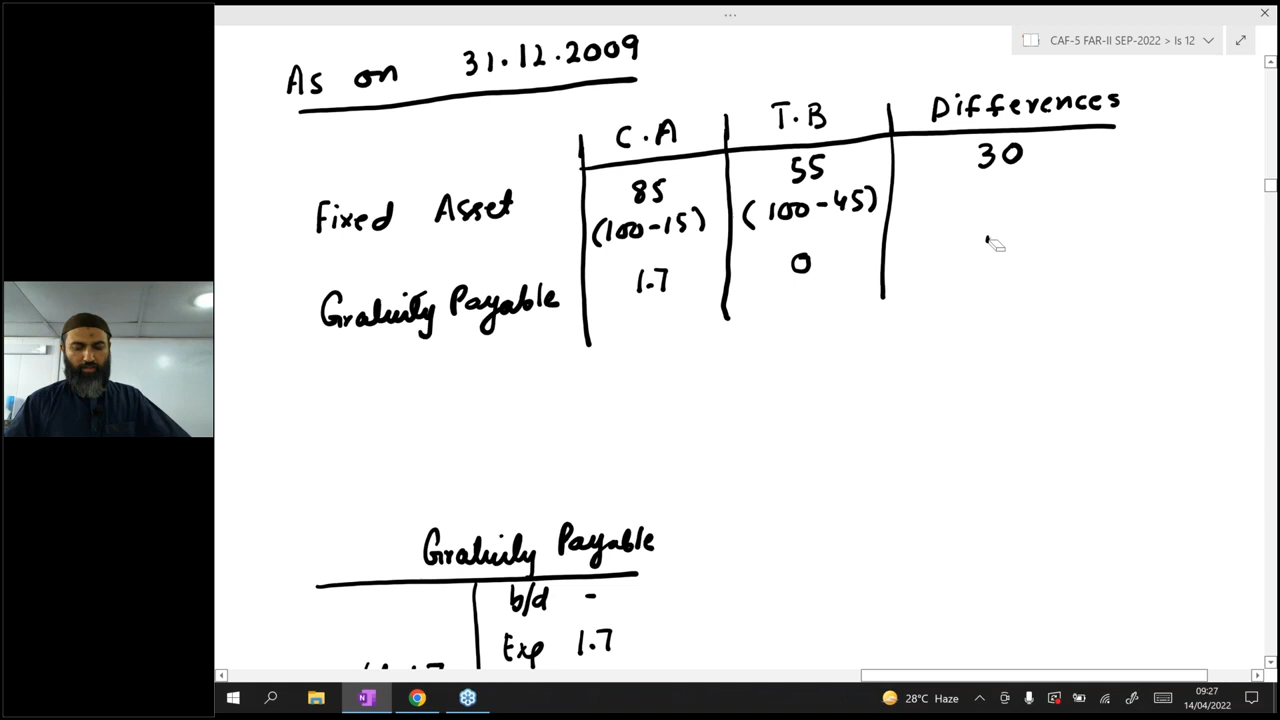 CAF-5 FAR-II SEP-2022 > Is 12
As on 31.12.2009
C.A T.B Differences
Fixed Asset 85 55 30
(100-15) (100-45)
Gratuity Payable 1.7 0
Gratuity Payable
b/d -
Exp 1.7
28°C Haze
09:27
14/04/2022